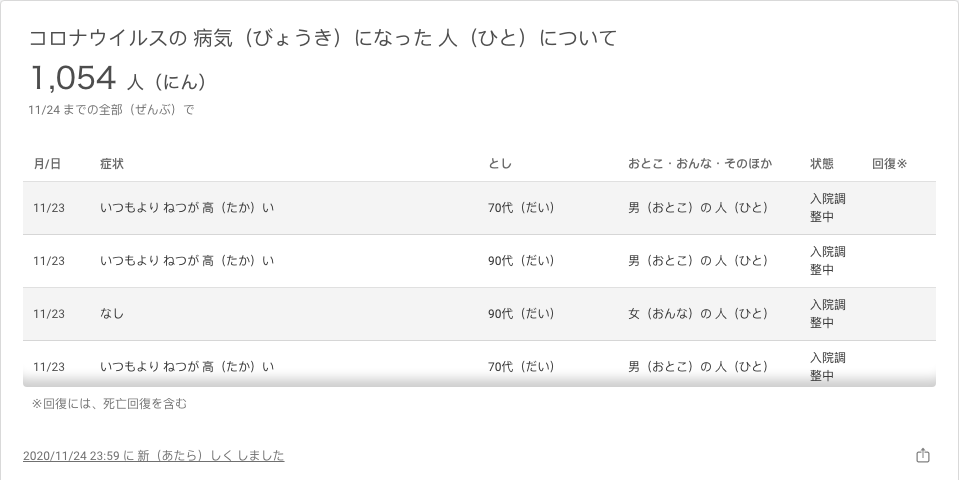 コロナウイルスの 病気（びょうき）になった 人（ひと）について
1,054 人（にん）
11/24 までの全部（ぜんぶ）で
月/日 症状 とし おとこ・おんな・そのほか 状態 回復※
11/23 いつもより ねつが 高（たか）い 70代（だい） 男（おとこ）の 人（ひと） 入院調
整中
11/23 いつもより ねつが 高（たか）い 90代（だい） 男（おとこ）の 人（ひと） 入院調
整中
11/23 なし 90代（だい） 女（おんな）の 人（ひと） 入院調
整中
11/23 いつもより ねつが 高（たか）い 70代（だい） 男（おとこ）の 人（ひと） 入院調
整中
※回復には、死亡回復を含む
2020/11/24 23:59 に 新（あたら）しく しました